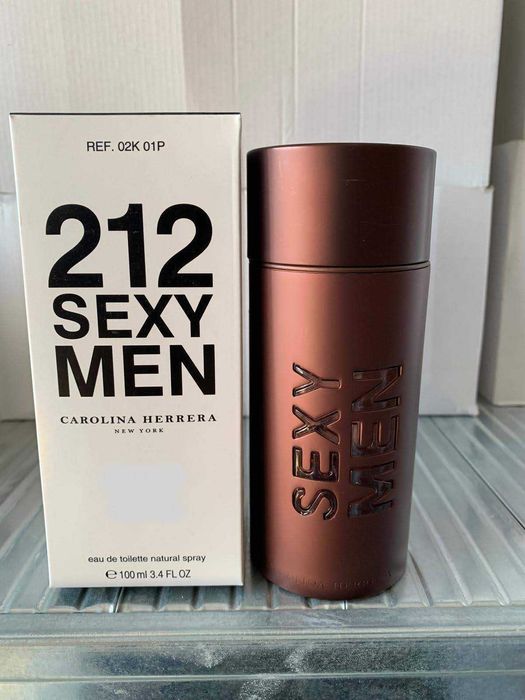 REF. 02K 01P
212
SEXY
MEN
CAROLINA HERRERA
NEW YORK
eau de toilette natural spray
℮ 100 ml 3.4 FL OZ
SEXY
MEN